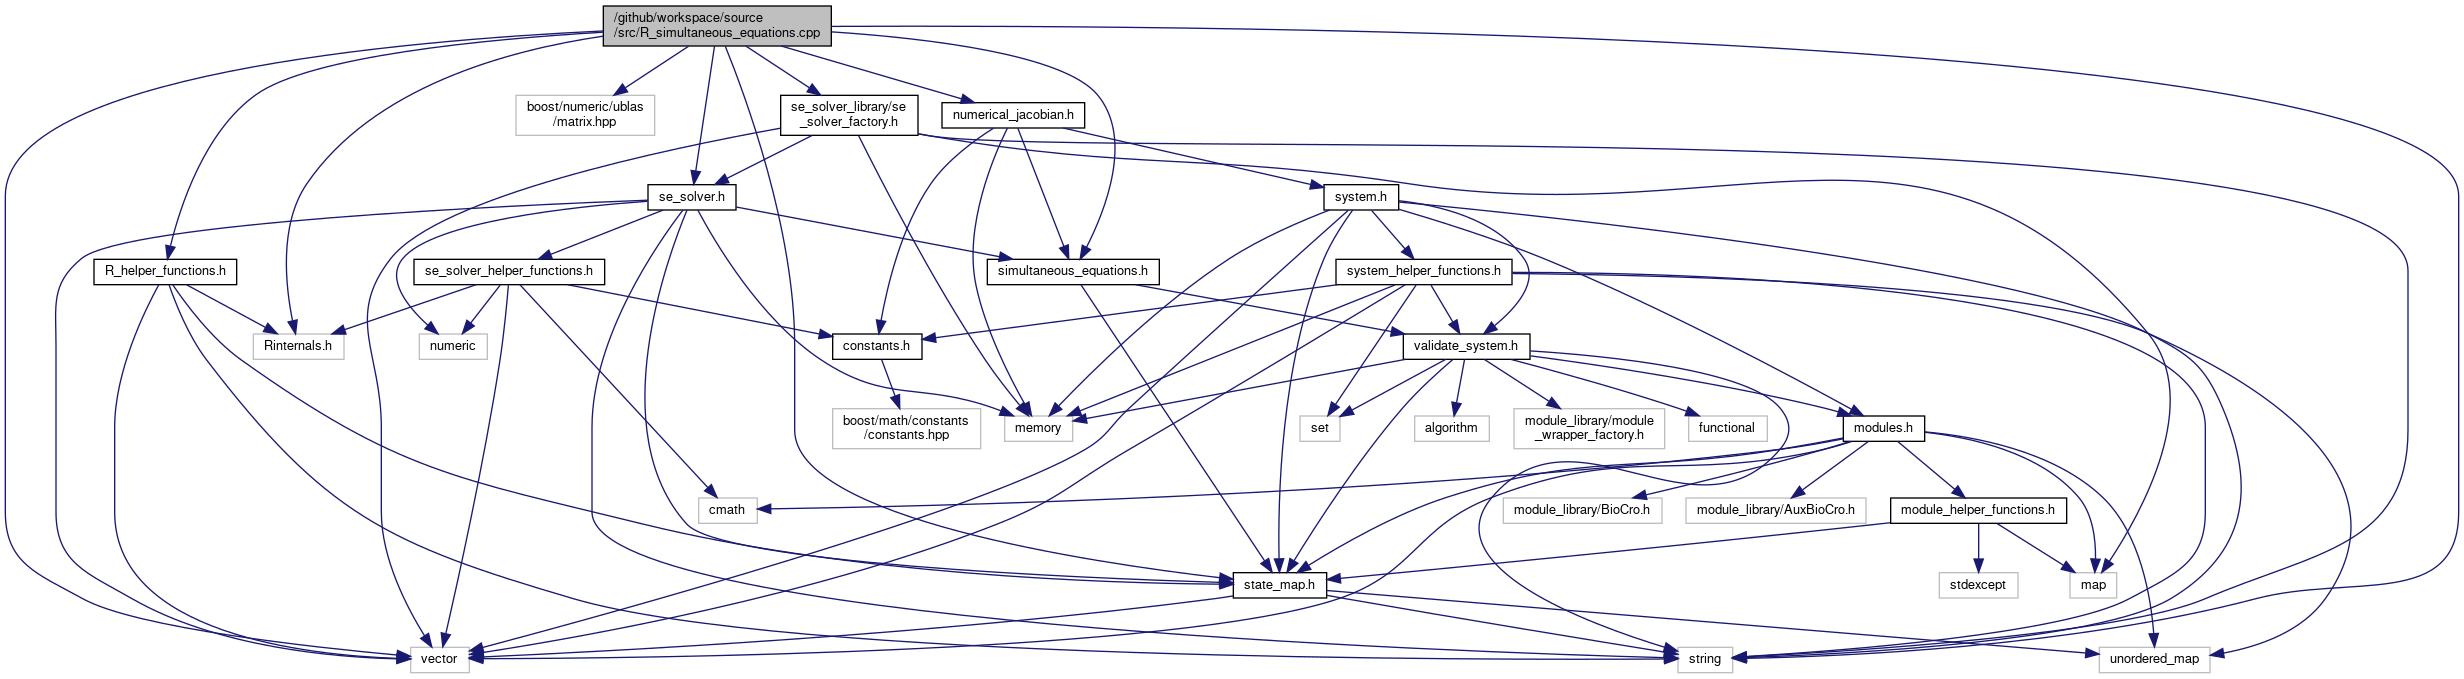 /github/workspace/source
/src/R_simultaneous_equations.cpp
boost/numeric/ublas
/matrix.hpp
se_solver_library/se
_solver_factory.h
numerical_jacobian.h
se_solver.h
system.h
R_helper_functions.h
se_solver_helper_functions.h
simultaneous_equations.h
system_helper_functions.h
Rinternals.h
numeric
constants.h
validate_system.h
boost/math/constants
/constants.hpp
memory
set
algorithm
module_library/module
_wrapper_factory.h
functional
modules.h
cmath
module_library/BioCro.h
module_library/AuxBioCro.h
module_helper_functions.h
state_map.h
stdexcept
map
vector
string
unordered_map